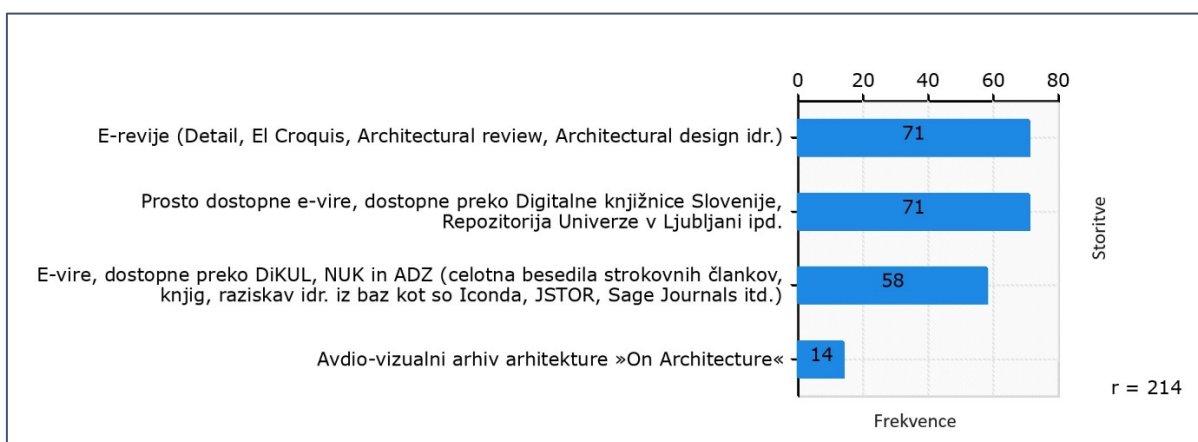 0 20 40 60 80
E-revije (Detail, El Croquis, Architectural review, Architectural design idr.)
71
Prosto dostopne e-vire, dostopne preko Digitalne knjižnice Slovenije,
Repozitorija Univerze v Ljubljani ipd.
71
E-vire, dostopne preko DiKUL, NUK in ADZ (celotna besedila strokovnih člankov,
knjig, raziskav idr. iz baz kot so Iconda, JSTOR, Sage Journals itd.)
58
Avdio-vizualni arhiv arhitekture »On Architecture«
14
Storitve
r = 214
Frekvence